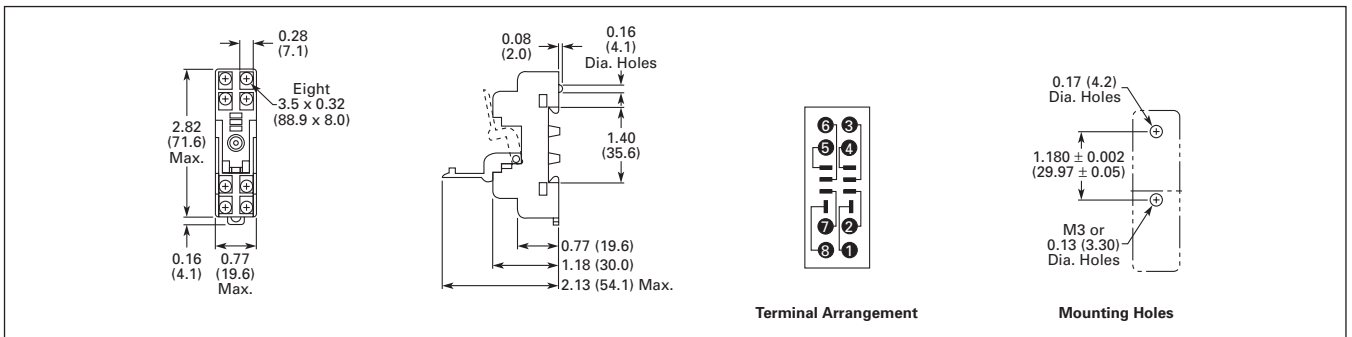 0.28
(7.1)
Eight
3.5 x 0.32
(88.9 x 8.0)
2.82
(71.6)
Max.
0.16
(4.1)
0.77
(19.6)
Max.
0.08
(2.0)
0.16
(4.1)
Dia. Holes
1.40
(35.6)
0.77 (19.6)
1.18 (30.0)
2.13 (54.1) Max.
6 3
5 4
7 2
8 1
Terminal Arrangement
0.17 (4.2)
Dia. Holes
1.180 ± 0.002
(29.97 ± 0.05)
M3 or
0.13 (3.30)
Dia. Holes
Mounting Holes